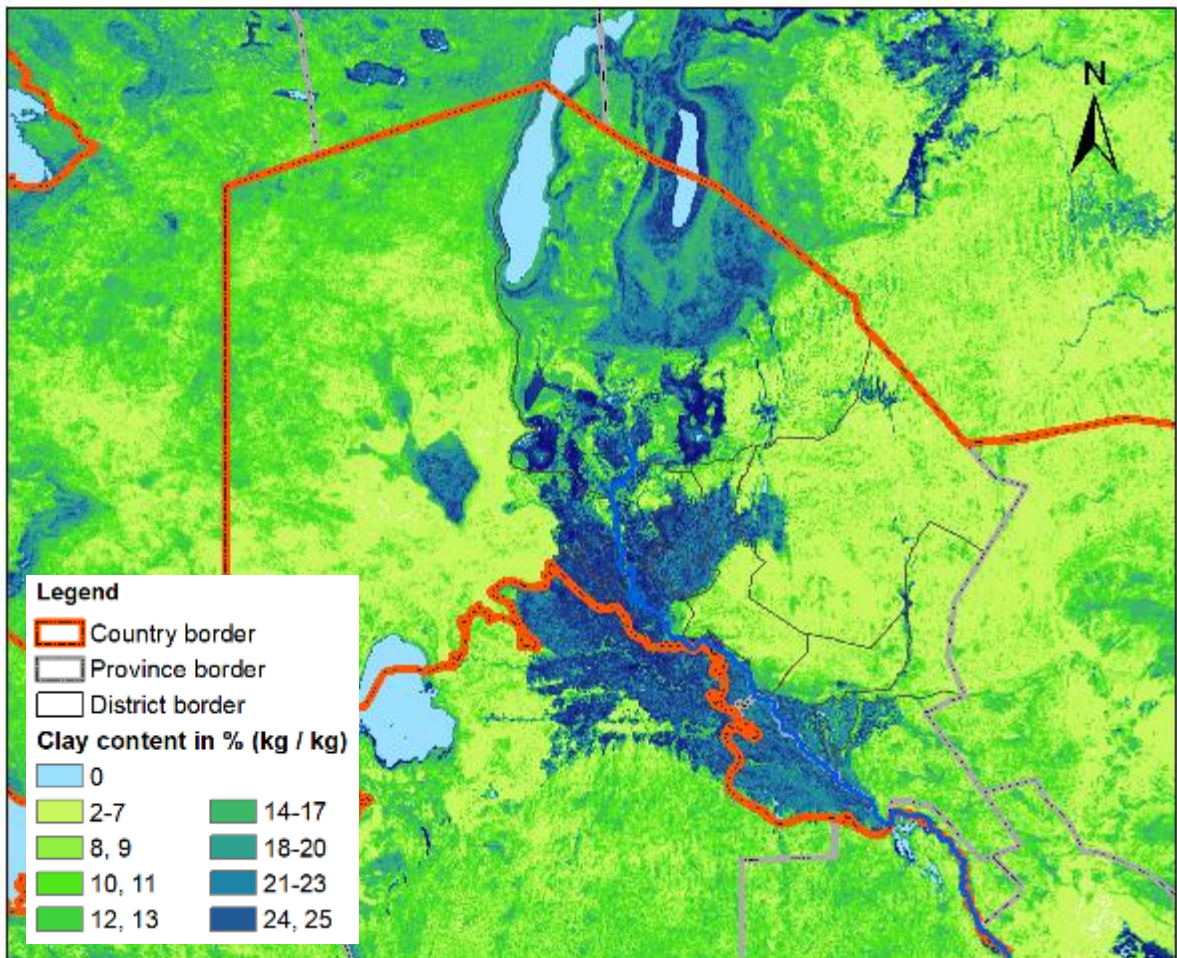 N
Legend
Country border
Province border
District border
Clay content in % (kg / kg)
0
2-7
8, 9
10, 11
12, 13
14-17
18-20
21-23
24, 25